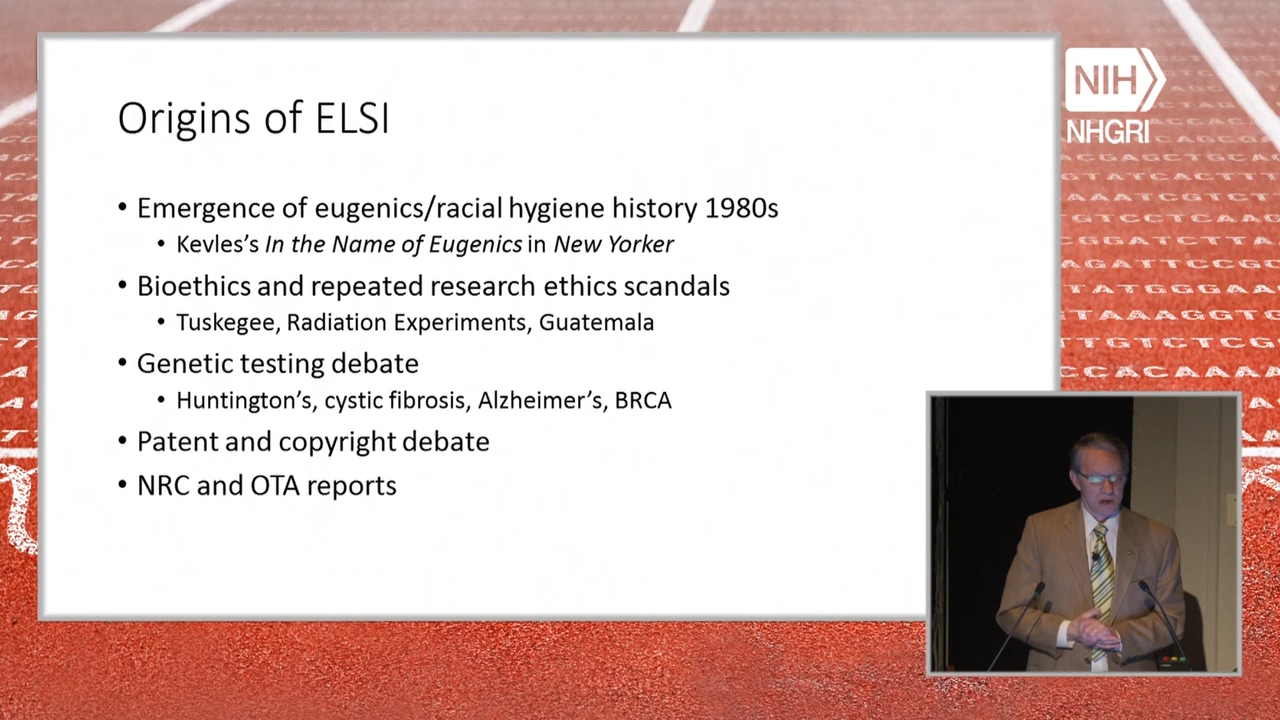 Origins of ELSI
• Emergence of eugenics/racial hygiene history 1980s
• Kevles’s In the Name of Eugenics in New Yorker
• Bioethics and repeated research ethics scandals
• Tuskegee, Radiation Experiments, Guatemala
• Genetic testing debate
• Huntington’s, cystic fibrosis, Alzheimer’s, BRCA
• Patent and copyright debate
• NRC and OTA reports
NIH
NHGRI